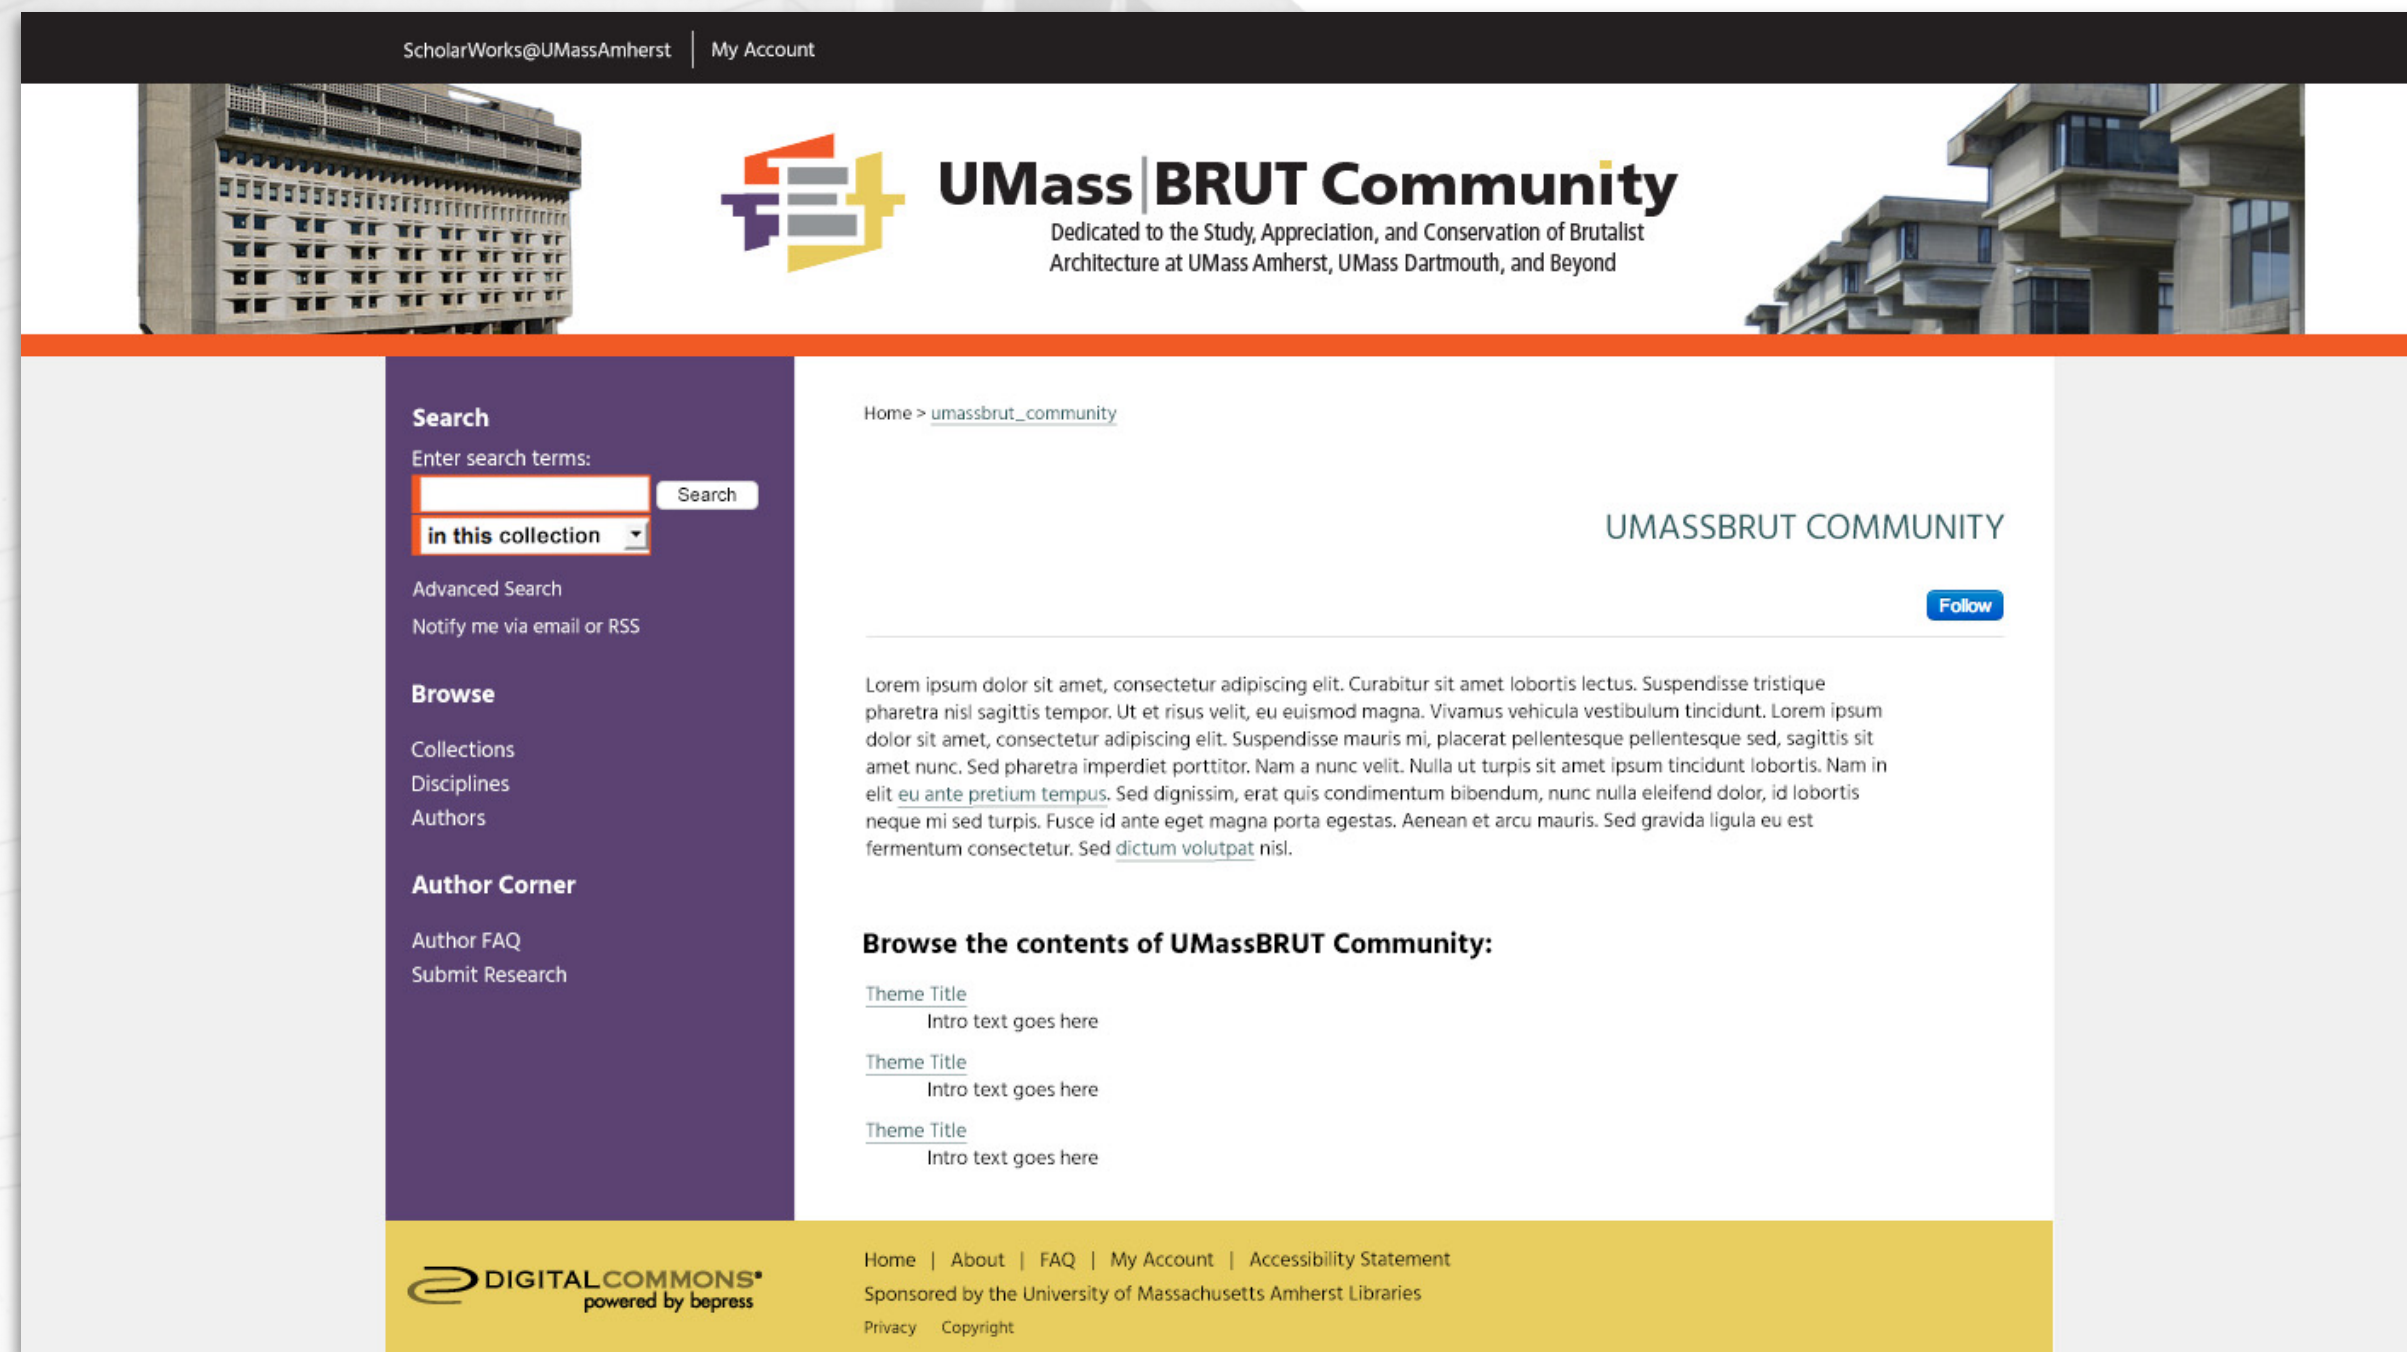 ScholarWorks@UMassAmherst | My Account
UMass|BRUT Community
Dedicated to the Study, Appreciation, and Conservation of Brutalist
Architecture at UMass Amherst, UMass Dartmouth, and Beyond
Search
Enter search terms:
Search
in this collection
Advanced Search
Notify me via email or RSS
Browse
Collections
Disciplines
Authors
Author Corner
Author FAQ
Submit Research
Home > umassbrut_community
UMASSBRUT COMMUNITY
Follow
Lorem ipsum dolor sit amet, consectetur adipiscing elit. Curabitur sit amet lobortis lectus. Suspendisse tristique
pharetra nisl sagittis tempor. Ut et risus velit, eu euismod magna. Vivamus vehicula vestibulum tincidunt. Lorem ipsum
dolor sit amet, consectetur adipiscing elit. Suspendisse mauris mi, placerat pellentesque pellentesque sed, sagittis sit
amet nunc. Sed pharetra imperdiet porttitor. Nam a nunc velit. Nulla ut turpis sit amet ipsum tincidunt lobortis. Nam in
elit eu ante pretium tempus. Sed dignissim, erat quis condimentum bibendum, nunc nulla eleifend dolor, id lobortis
neque mi sed turpis. Fusce id ante eget magna porta egestas. Aenean et arcu mauris. Sed gravida ligula eu est
fermentum consectetur. Sed dictum volutpat nisl.
Browse the contents of UMassBRUT Community:
Theme Title
Intro text goes here
Theme Title
Intro text goes here
Theme Title
Intro text goes here
DIGITALCOMMONS®
powered by bepress
Home | About | FAQ | My Account | Accessibility Statement
Sponsored by the University of Massachusetts Amherst Libraries
Privacy Copyright